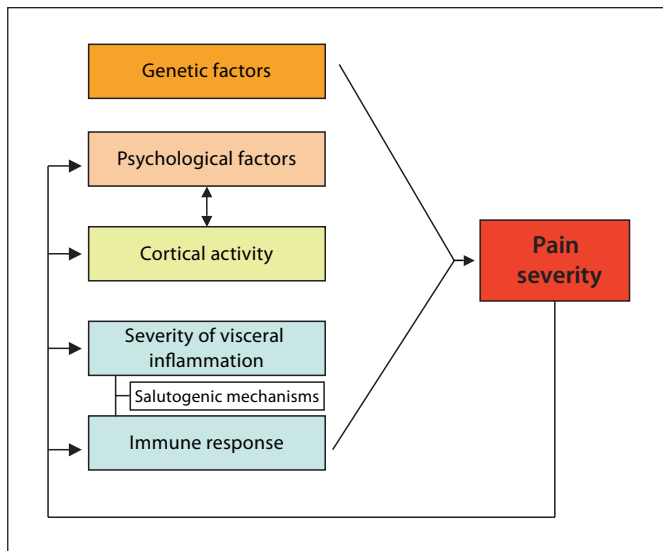 Genetic factors
Psychological factors
Cortical activity
Pain
severity
Severity of visceral
inflammation
Salutogenic mechanisms
Immune response